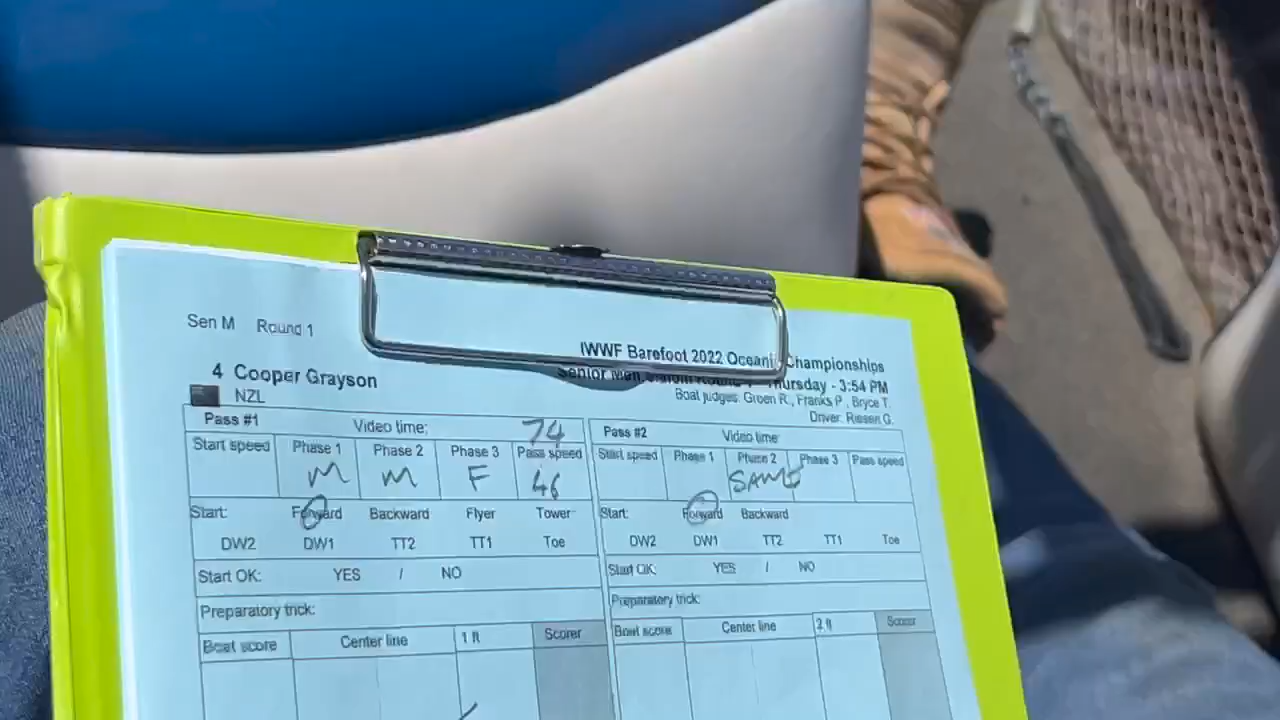 Sen M Round 1
IWWF Barefoot 2022 Oceanic Championships
4 Cooper Grayson
Senior Men Round Thursday - 3:54 PM
NZL
Boat judges: Green R., Franks P., Bryce T.
Driver: Riesen G.
Pass #1 Video time: 74
Start speed Phase 1 Phase 2 Phase 3 Pass speed
M M F 46
Start: Forward Backward Flyer Tower
DW2 DW1 TT2 TT1 Toe
Start OK: YES / NO
Preparatory trick:
Boat score Center line 1 ft Scorer
Pass #2 Video time:
Start speed Phase 1 Phase 2 Phase 3 Pass speed
SAME
Start: Forward Backward
DW2 DW1 TT2 TT1 Toe
Start OK: YES / NO
Preparatory trick:
Boat score Center line 2 ft Scorer